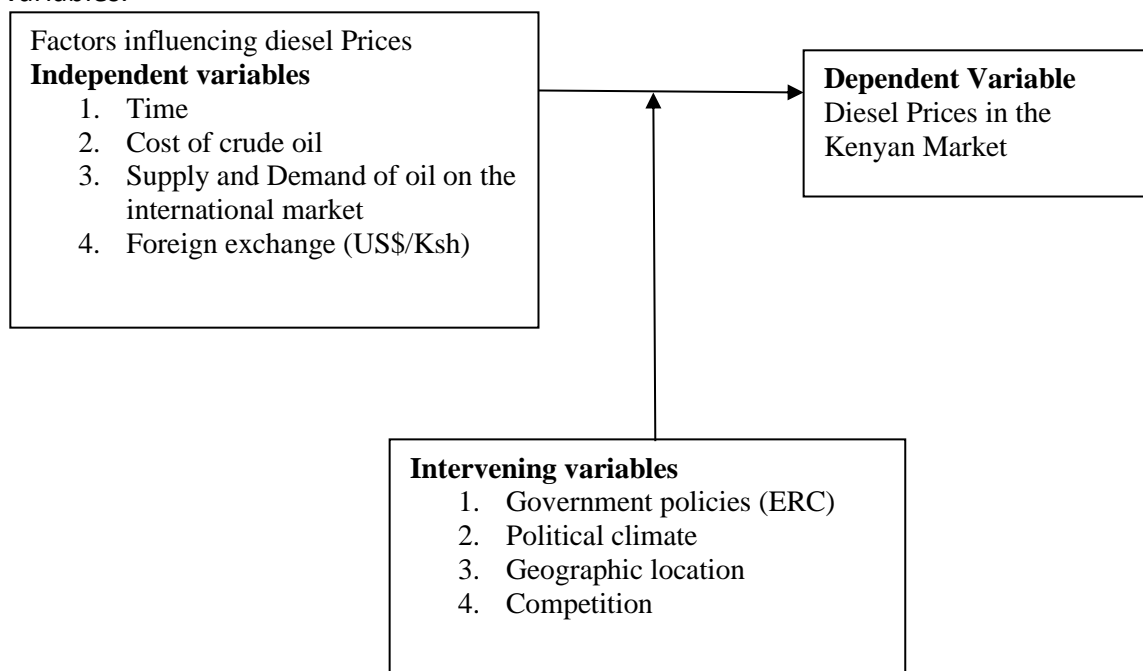 variables.
Factors influencing diesel Prices
Independent variables
1. Time
2. Cost of crude oil
3. Supply and Demand of oil on the
international market
4. Foreign exchange (US$/Ksh)
Dependent Variable
Diesel Prices in the
Kenyan Market
Intervening variables
1. Government policies (ERC)
2. Political climate
3. Geographic location
4. Competition